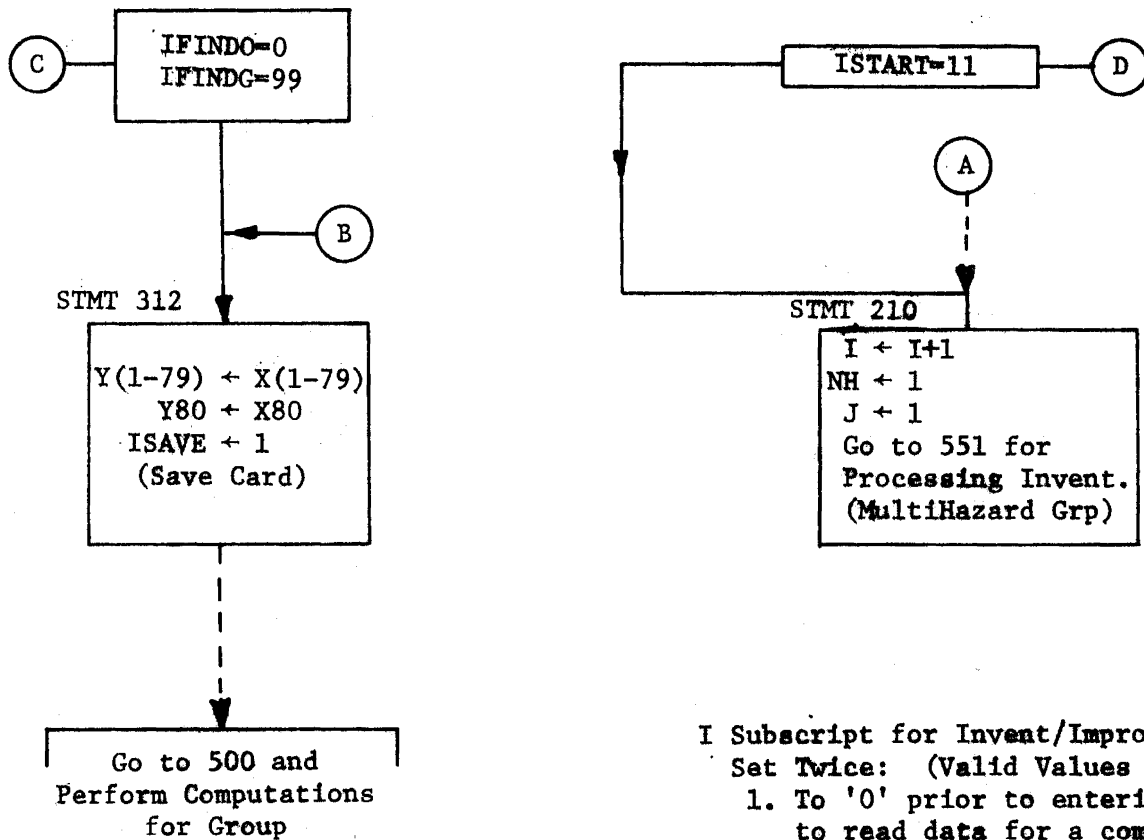 C
IFINDO=0
IFINDG=99
B
STMT 312
Y(1-79) ← X(1-79)
Y80 ← X80
ISAVE ← 1
(Save Card)
Go to 500 and
Perform Computations
for Group
ISTART=11
D
A
STMT 210
I ← I+1
NH ← 1
J ← 1
Go to 551 for
Processing Invent.
(MultiHazard Grp)
I Subscript for Invent/Impro
Set Twice: (Valid Values
1. To '0' prior to enteri
to read data for a com